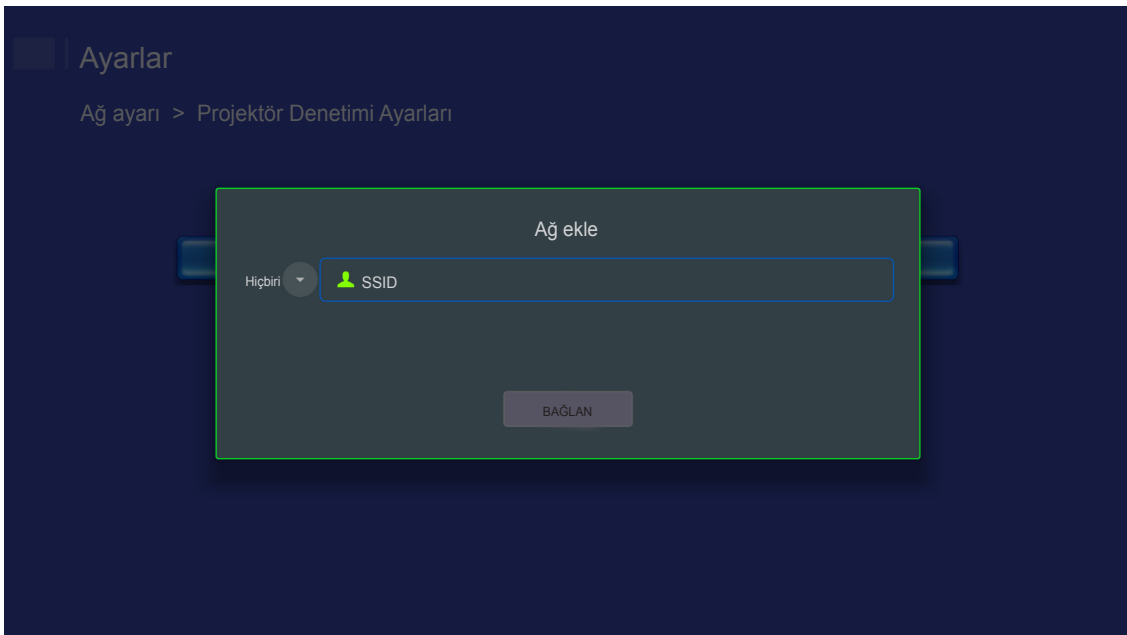 Ayarlar
Ağ ayarı > Projektör Denetimi Ayarları
Ağ ekle
Hiçbiri SSID
BAĞLAN